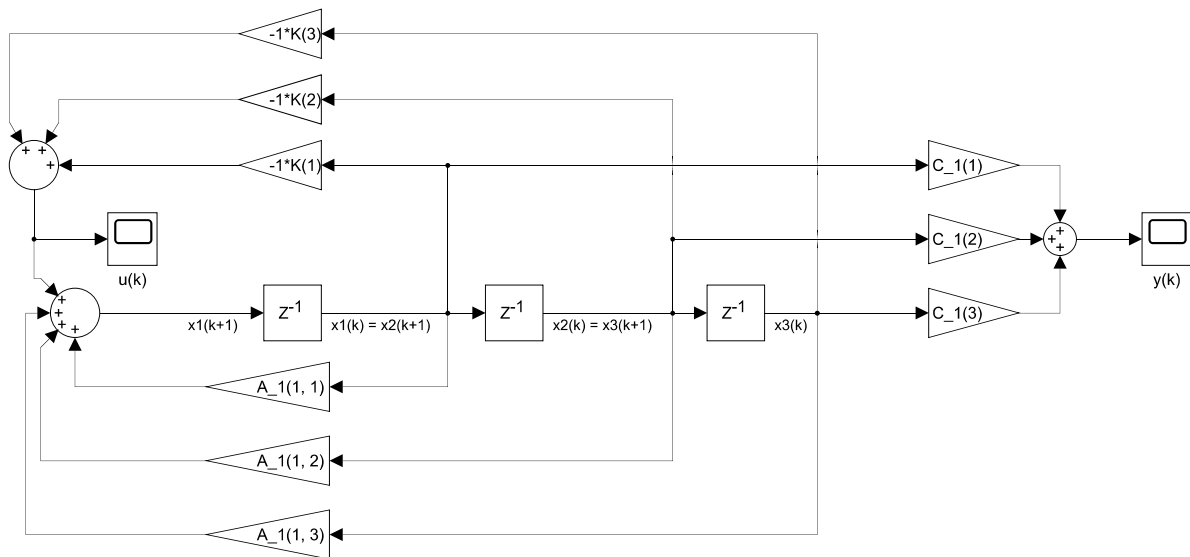 -1*K(3)
-1*K(2)
+ +
+
-1*K(1)
C_1(1)
u(k)
C_1(2)
+
+
+
y(k)
+
+
+
+
x1(k+1)
Z-1
x1(k) = x2(k+1)
Z-1
x2(k) = x3(k+1)
Z-1
x3(k)
C_1(3)
A_1(1, 1)
A_1(1, 2)
A_1(1, 3)